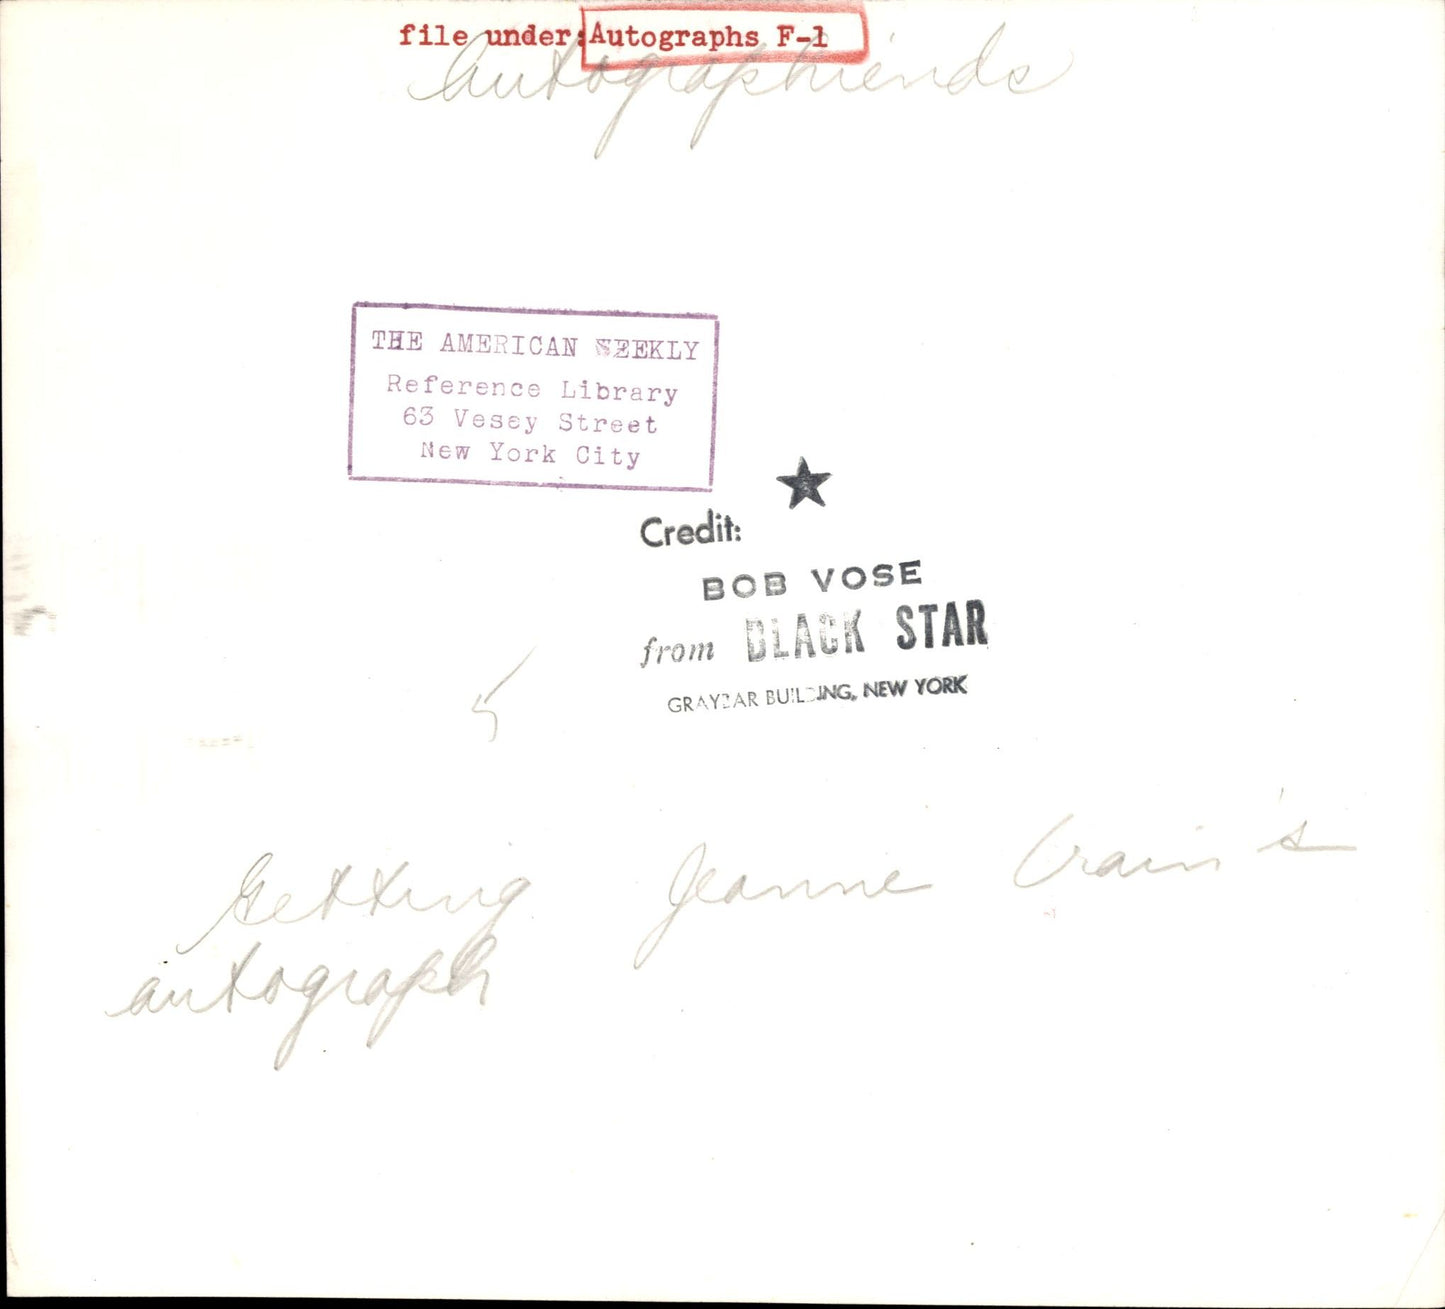 file under: Autographs F-1
Autographiends
THE AMERICAN WEEKLY
Reference Library
63 Vesey Street
New York City
Credit:
BOB VOSE
from BLACK STAR
GRAYBAR BUILDING, NEW YORK
5
Getting Jeanne Crain's
autograph